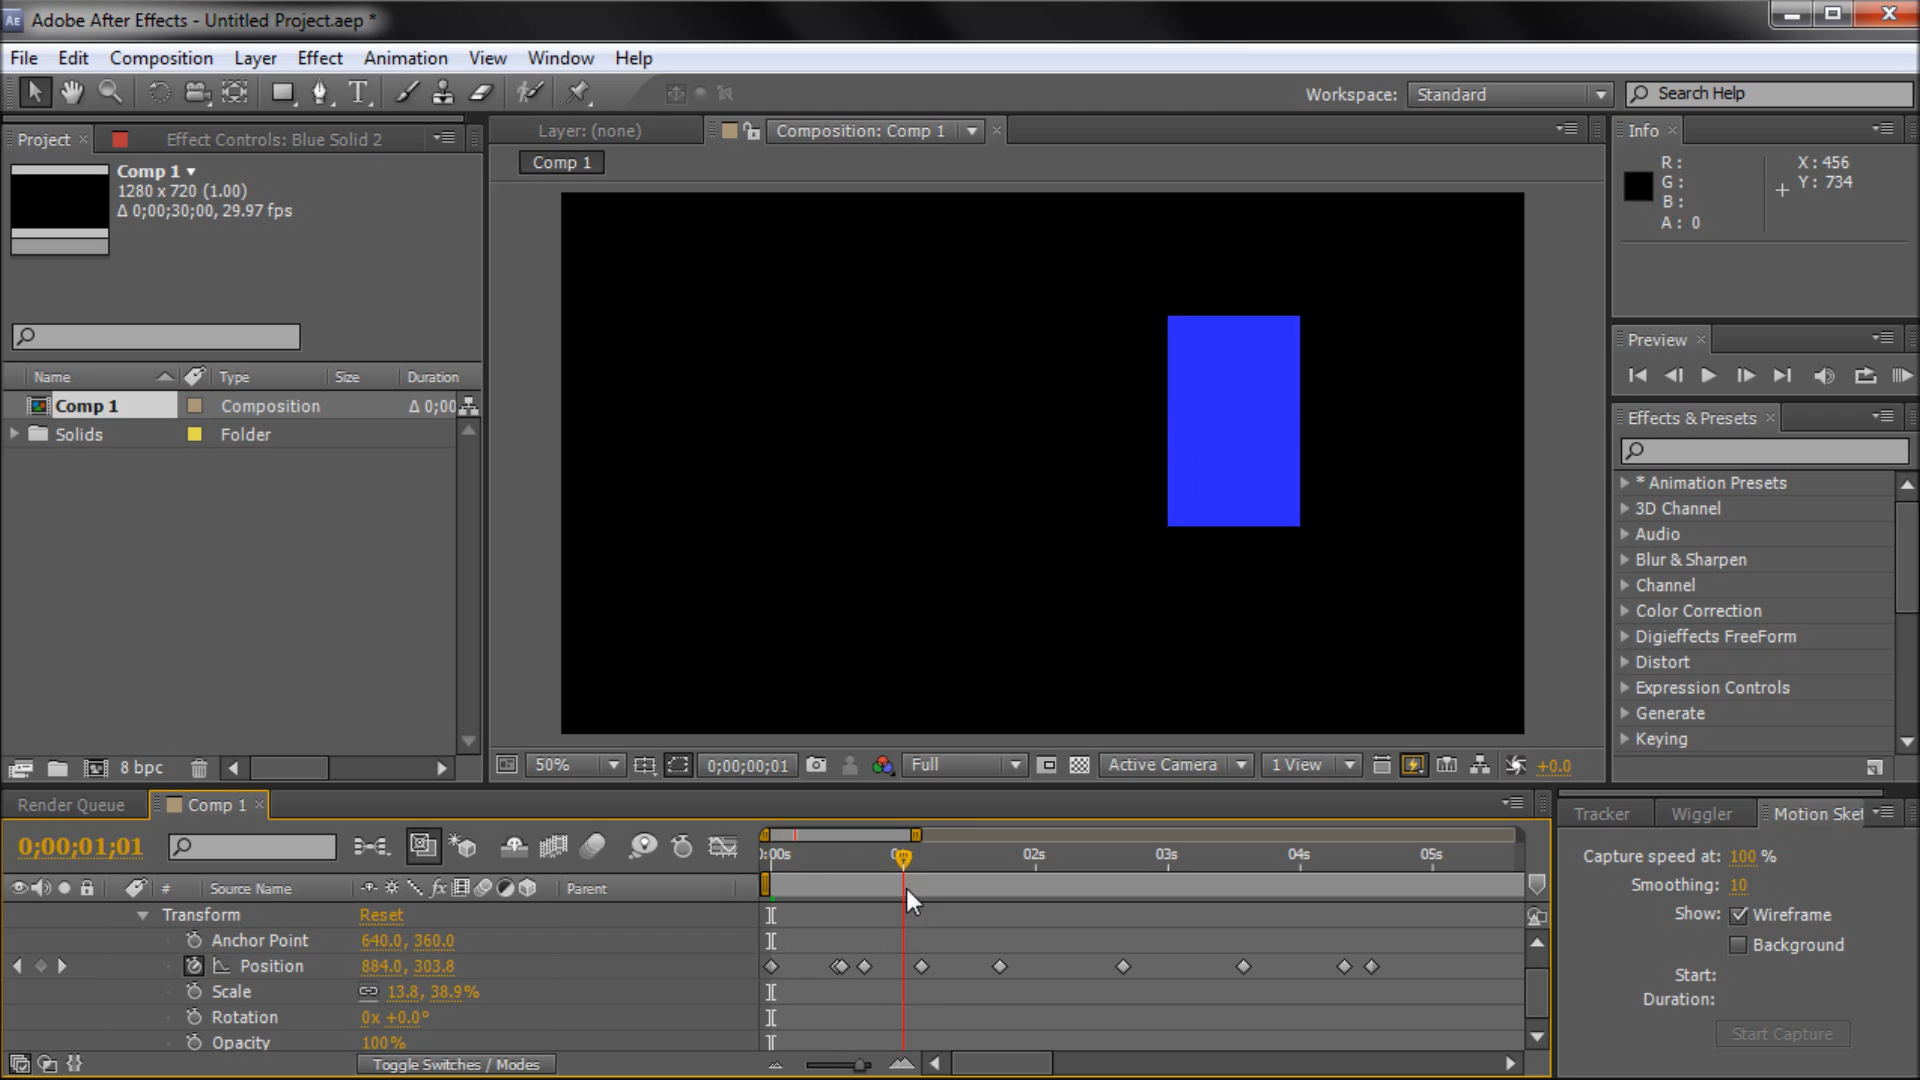 AE Adobe After Effects - Untitled Project.aep *
File Edit Composition Layer Effect Animation View Window Help
Workspace: Standard Search Help
Project Effect Controls: Blue Solid 2
Comp 1
1280 x 720 (1.00)
Δ 0;00;30;00, 29.97 fps
Name Type Size Duration
Comp 1 Composition Δ 0;00
Solids Folder
8 bpc
Layer: (none) Composition: Comp 1
Comp 1
50% 0;00;00;01 Full Active Camera 1 View +0.0
Info
R: X: 456
G: Y: 734
B:
A: 0
Preview
Effects & Presets
* Animation Presets
3D Channel
Audio
Blur & Sharpen
Channel
Color Correction
Digieffects FreeForm
Distort
Expression Controls
Generate
Keying
Render Queue Comp 1
0;00;01;01
# Source Name fx Parent
Transform Reset
Anchor Point 640.0, 360.0
Position 884.0, 303.8
Scale 13.8, 38.9%
Rotation 0x +0.0°
Opacity 100%
Toggle Switches / Modes
):00s 02s 03s 04s 05s
Tracker Wiggler Motion Sket
Capture speed at: 100 %
Smoothing: 10
Show: Wireframe
Background
Start:
Duration:
Start Capture